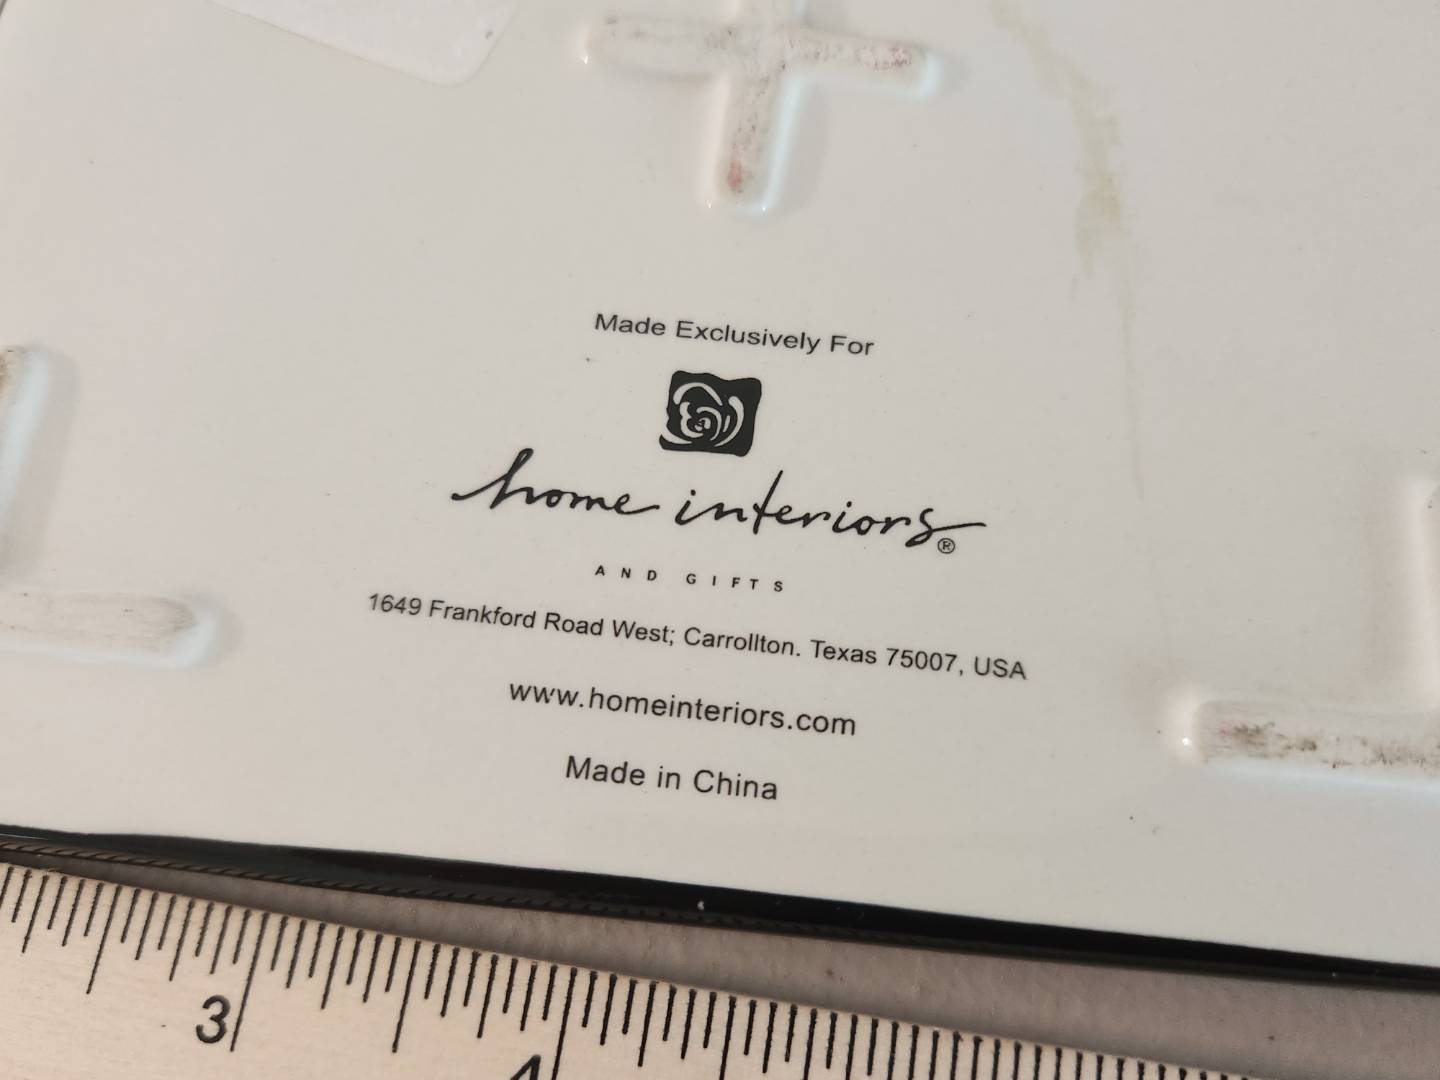 Made Exclusively For
home interiors®
AND GIFTS
1649 Frankford Road West; Carrollton. Texas 75007, USA
www.homeinteriors.com
Made in China
3
4